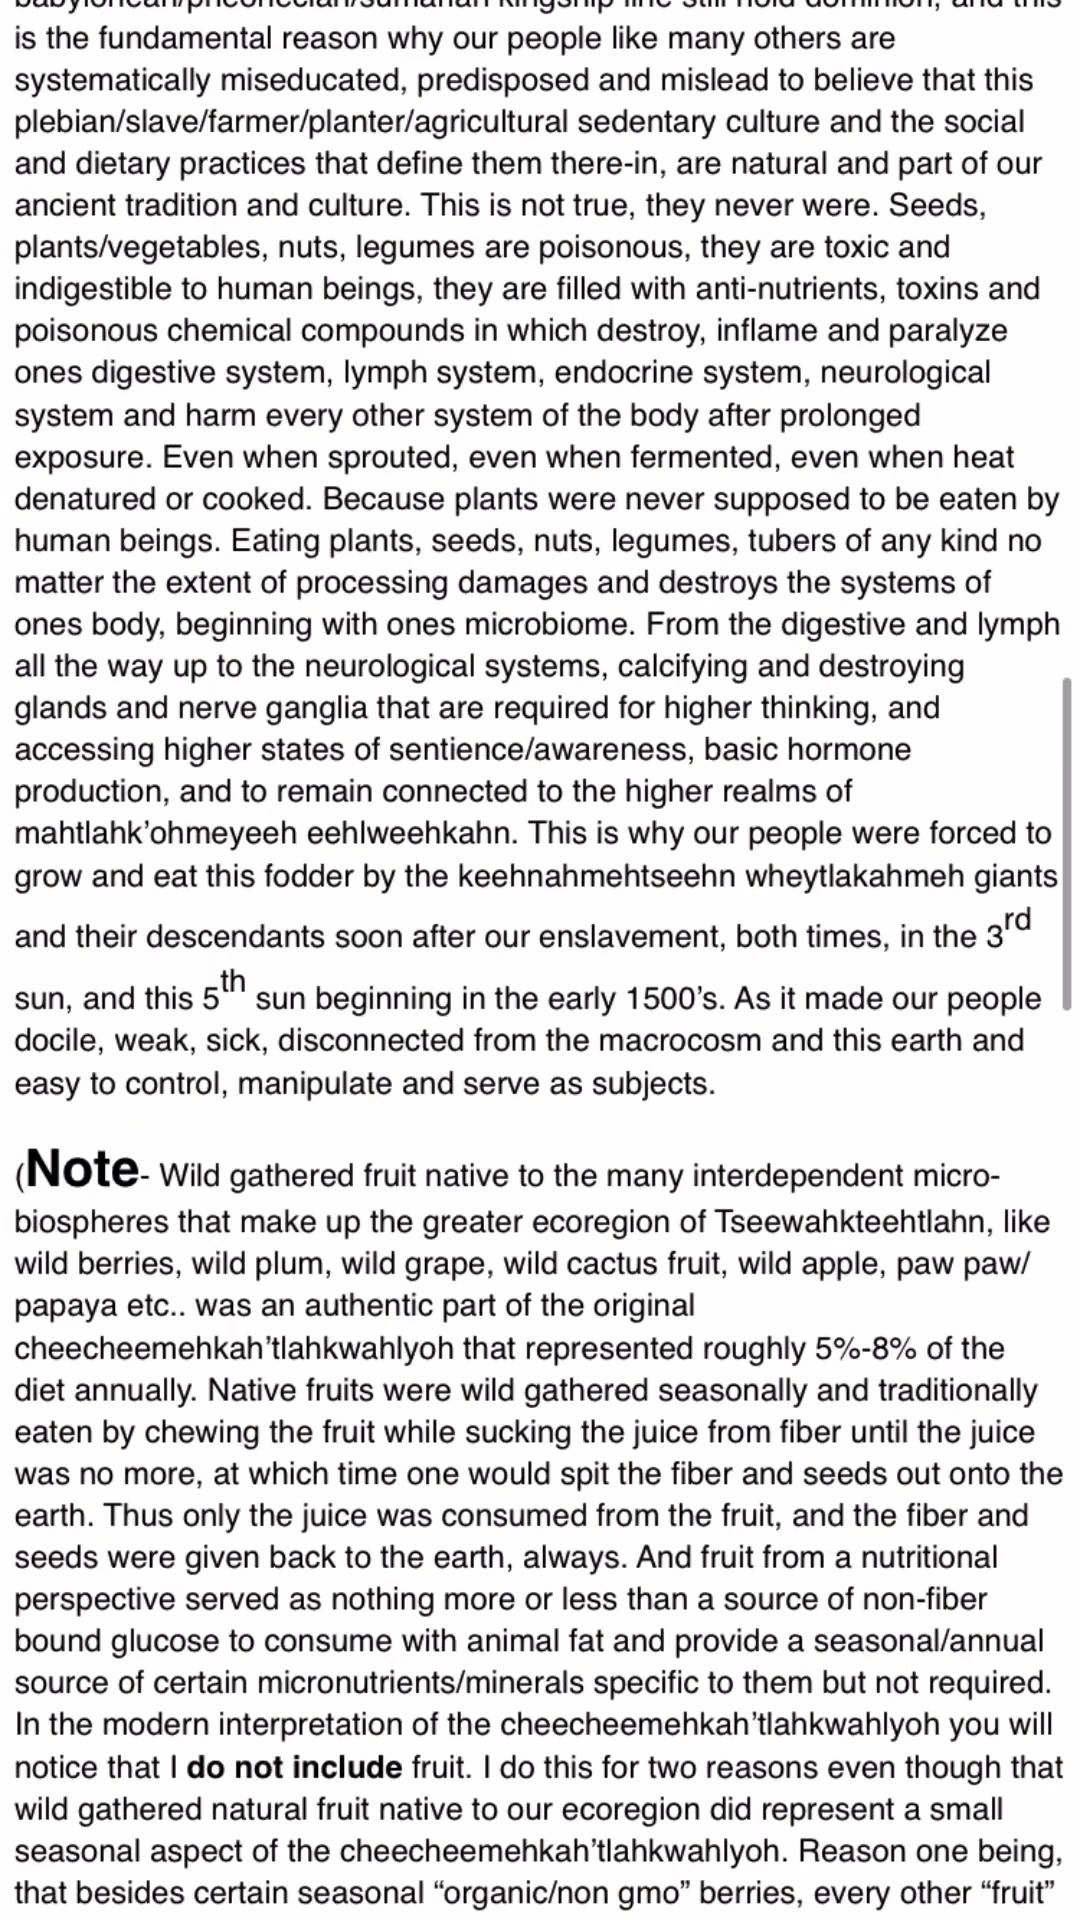 babylonean/pheonecian/sumarian kingship line still hold dominion, and this
is the fundamental reason why our people like many others are
systematically miseducated, predisposed and mislead to believe that this
plebian/slave/farmer/planter/agricultural sedentary culture and the social
and dietary practices that define them there-in, are natural and part of our
ancient tradition and culture. This is not true, they never were. Seeds,
plants/vegetables, nuts, legumes are poisonous, they are toxic and
indigestible to human beings, they are filled with anti-nutrients, toxins and
poisonous chemical compounds in which destroy, inflame and paralyze
ones digestive system, lymph system, endocrine system, neurological
system and harm every other system of the body after prolonged
exposure. Even when sprouted, even when fermented, even when heat
denatured or cooked. Because plants were never supposed to be eaten by
human beings. Eating plants, seeds, nuts, legumes, tubers of any kind no
matter the extent of processing damages and destroys the systems of
ones body, beginning with ones microbiome. From the digestive and lymph
all the way up to the neurological systems, calcifying and destroying
glands and nerve ganglia that are required for higher thinking, and
accessing higher states of sentience/awareness, basic hormone
production, and to remain connected to the higher realms of
mahtlahk’ohmeyeeh eehlweehkahn. This is why our people were forced to
grow and eat this fodder by the keehnahmehtseehn wheytlakahmeh giants
and their descendants soon after our enslavement, both times, in the 3rd
sun, and this 5th sun beginning in the early 1500’s. As it made our people
docile, weak, sick, disconnected from the macrocosm and this earth and
easy to control, manipulate and serve as subjects.
(Note- Wild gathered fruit native to the many interdependent micro-
biospheres that make up the greater ecoregion of Tseewahkteehtlahn, like
wild berries, wild plum, wild grape, wild cactus fruit, wild apple, paw paw/
papaya etc.. was an authentic part of the original
cheecheemehkah’tlahkwahlyoh that represented roughly 5%-8% of the
diet annually. Native fruits were wild gathered seasonally and traditionally
eaten by chewing the fruit while sucking the juice from fiber until the juice
was no more, at which time one would spit the fiber and seeds out onto the
earth. Thus only the juice was consumed from the fruit, and the fiber and
seeds were given back to the earth, always. And fruit from a nutritional
perspective served as nothing more or less than a source of non-fiber
bound glucose to consume with animal fat and provide a seasonal/annual
source of certain micronutrients/minerals specific to them but not required.
In the modern interpretation of the cheecheemehkah’tlahkwahlyoh you will
notice that I do not include fruit. I do this for two reasons even though that
wild gathered natural fruit native to our ecoregion did represent a small
seasonal aspect of the cheecheemehkah’tlahkwahlyoh. Reason one being,
that besides certain seasonal “organic/non gmo” berries, every other “fruit”